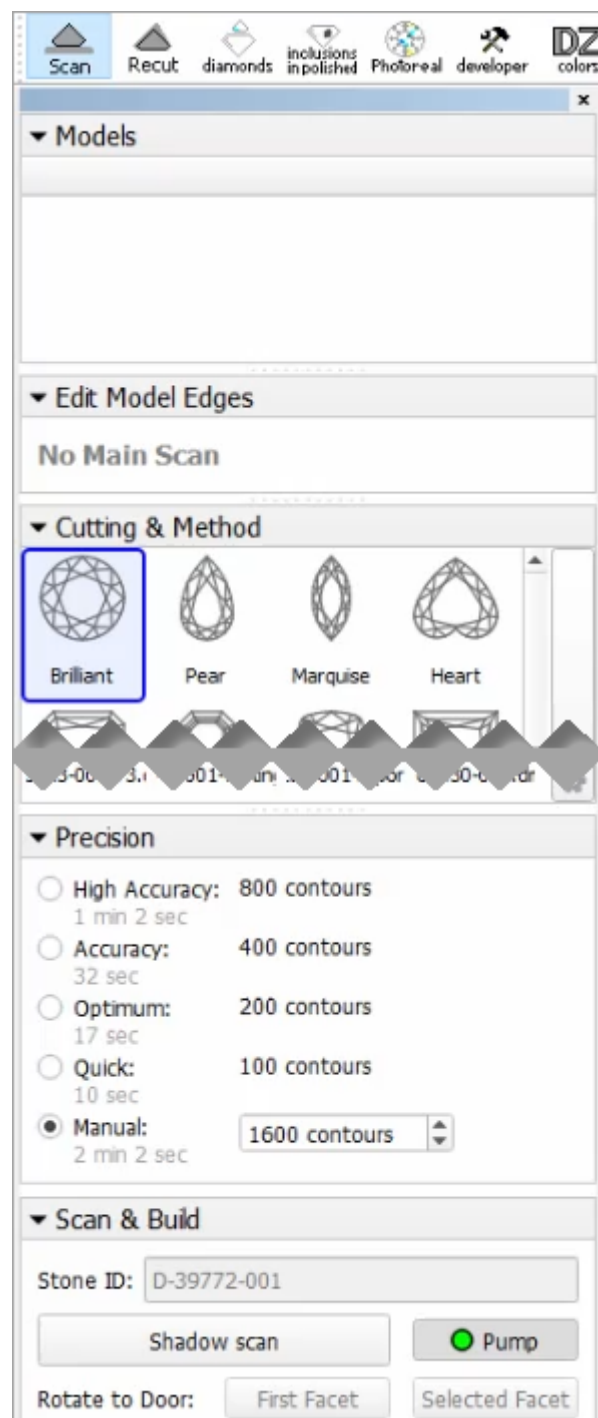 Scan
Recut
diamonds
inclusions
in polished
Photoreal
developer
DZ
colors
Models
Edit Model Edges
No Main Scan
Cutting & Method
Brilliant Pear Marquise Heart
Precision
High Accuracy: 800 contours
1 min 2 sec
Accuracy: 400 contours
32 sec
Optimum: 200 contours
17 sec
Quick: 100 contours
10 sec
Manual: 1600 contours
2 min 2 sec
Scan & Build
Stone ID: D-39772-001
Shadow scan Pump
Rotate to Door: First Facet Selected Facet